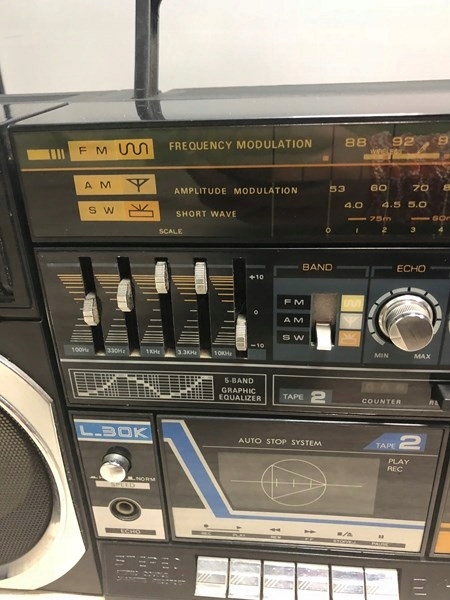 FM FREQUENCY MODULATION 88 92 9
AM AMPLITUDE MODULATION 53 60 70 8
SW SHORT WAVE 4.0 4.5 5.0
75m 60m
SCALE 0 1 2 3 4
BAND ECHO
+10
0
-10
FM
AM
SW
MIN MAX
100Hz 330Hz 1KHz 3.3KHz 10KHz
5-BAND
GRAPHIC
EQUALIZER
TAPE 2 COUNTER
L.30K
AUTO STOP SYSTEM TAPE 2
PLAY
REC
NORM
SPEED
ECHO
STEREO